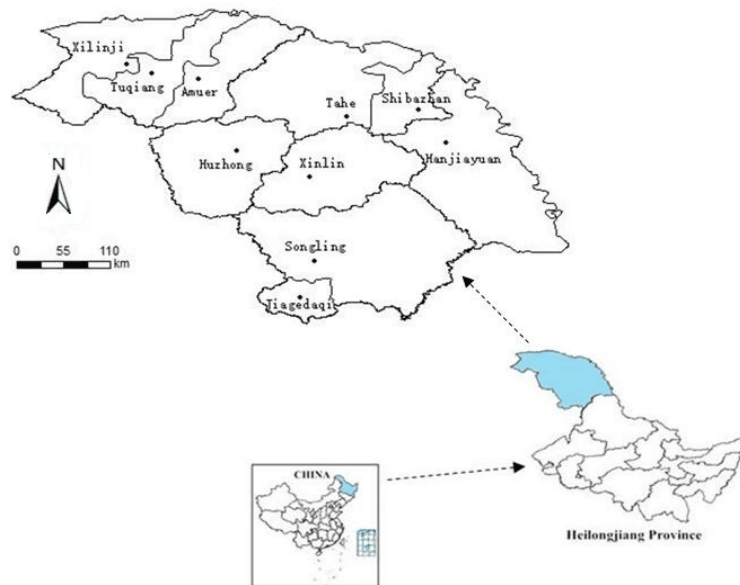 Xilinji
Tuqiang
Amuer
Tahe
Shibazhan
Huzhong
Xinlin
Hanjiayuan
N
0 55 110
km
Songling
Jiagedaqi
CHINA
Heilongjiang Province